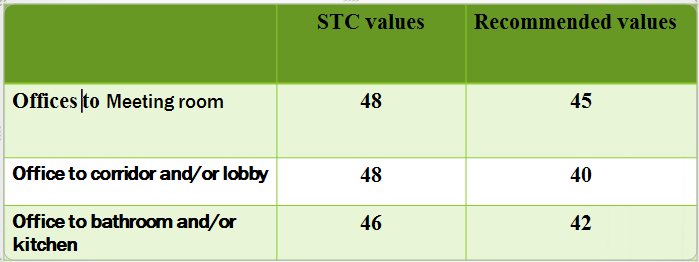 STC values Recommended values
Offices to Meeting room 48 45
Office to corridor and/or lobby 48 40
Office to bathroom and/or 46 42
kitchen